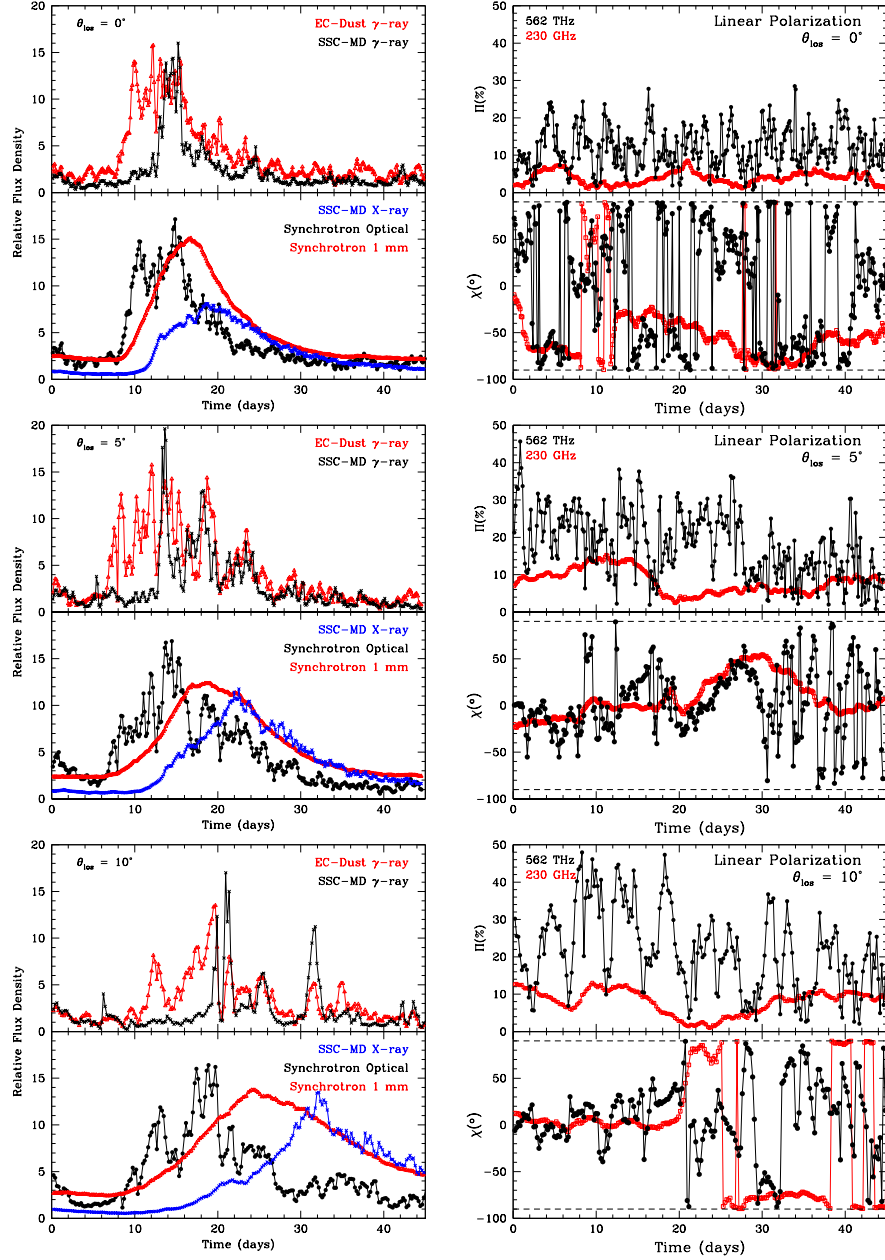 θlos = 0°
EC-Dust γ-ray
SSC-MD γ-ray
20
15
10
5
0
Relative Flux Density
SSC-MD X-ray
Synchrotron Optical
Synchrotron 1 mm
15
10
5
0
0 10 20 30 40
Time (days)
562 THz
230 GHz
Linear Polarization
θlos = 0°
50
40
30
20
10
0
Π(%)
50
0
−50
−100
χ(°)
0 10 20 30 40
Time (days)
θlos = 5°
EC-Dust γ-ray
SSC-MD γ-ray
20
15
10
5
0
Relative Flux Density
SSC-MD X-ray
Synchrotron Optical
Synchrotron 1 mm
15
10
5
0
0 10 20 30 40
Time (days)
562 THz
230 GHz
Linear Polarization
θlos = 5°
50
40
30
20
10
0
Π(%)
50
0
−50
−100
χ(°)
0 10 20 30 40
Time (days)
θlos = 10°
EC-Dust γ-ray
SSC-MD γ-ray
20
15
10
5
0
Relative Flux Density
SSC-MD X-ray
Synchrotron Optical
Synchrotron 1 mm
15
10
5
0
0 10 20 30 40
Time (days)
562 THz
230 GHz
Linear Polarization
θlos = 10°
50
40
30
20
10
0
Π(%)
50
0
−50
−100
χ(°)
0 10 20 30 40
Time (days)